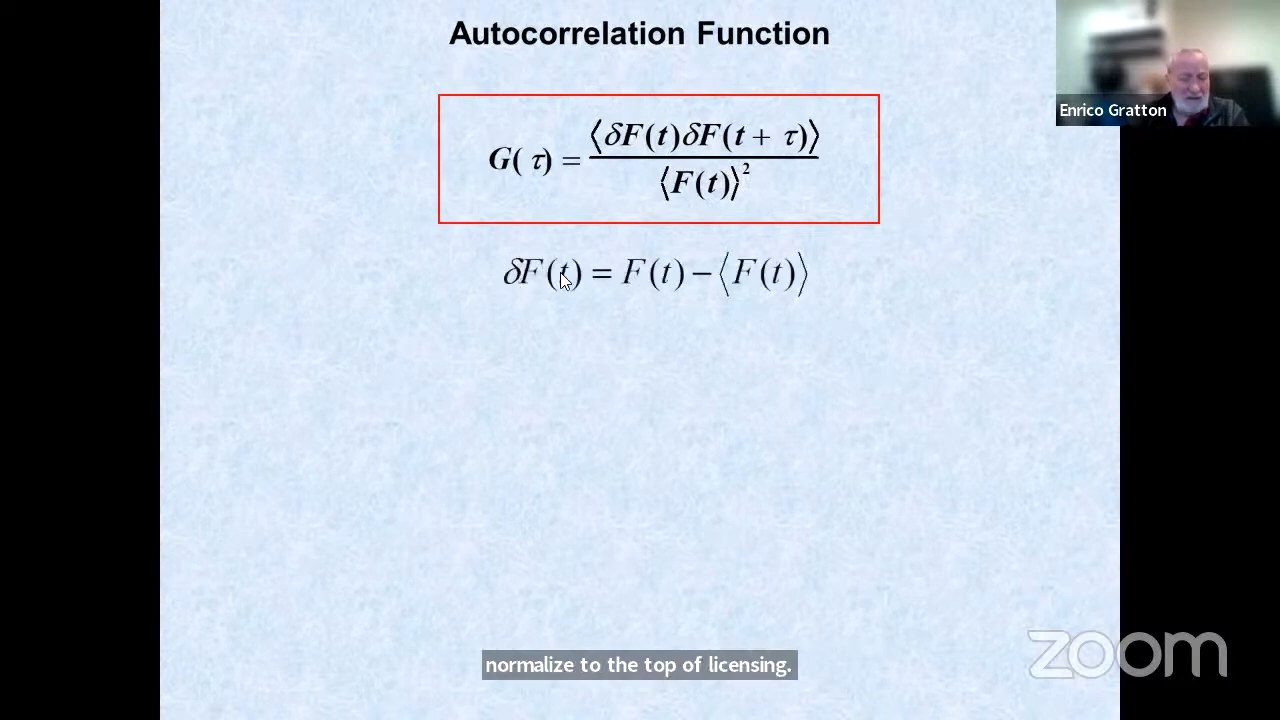 Autocorrelation Function
Enrico Gratton
G(τ) = ⟨δF(t)δF(t + τ)⟩ / ⟨F(t)⟩²
δF(t) = F(t) − ⟨F(t)⟩
normalize to the top of licensing.
zoom